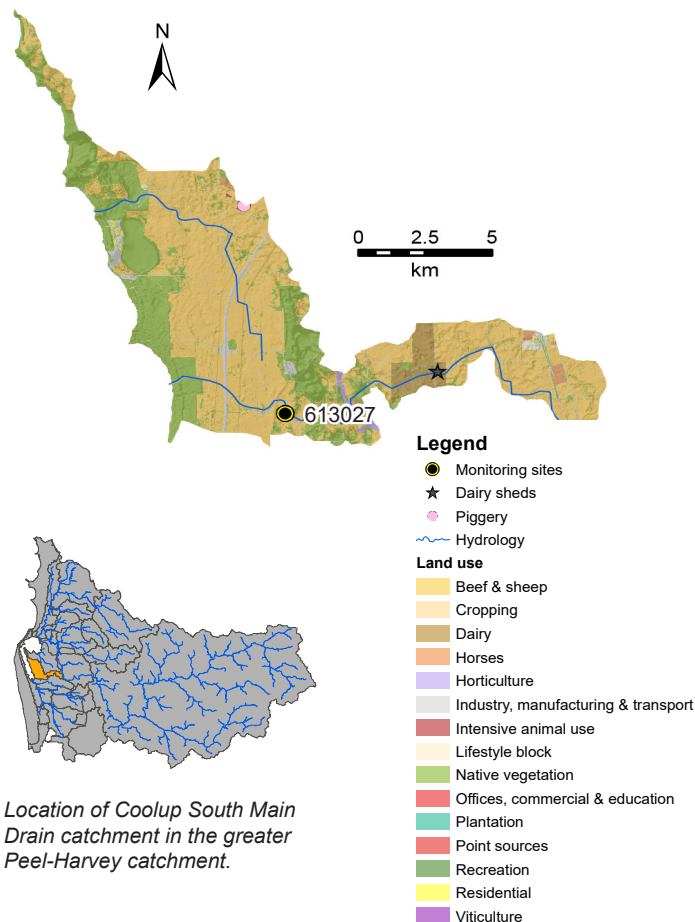 N
0 2.5 5
km
613027
Legend
Monitoring sites
Dairy sheds
Piggery
Hydrology
Land use
Beef & sheep
Cropping
Dairy
Horses
Horticulture
Industry, manufacturing & transport
Intensive animal use
Lifestyle block
Native vegetation
Offices, commercial & education
Plantation
Point sources
Recreation
Residential
Viticulture
Location of Coolup South Main
Drain catchment in the greater
Peel-Harvey catchment.